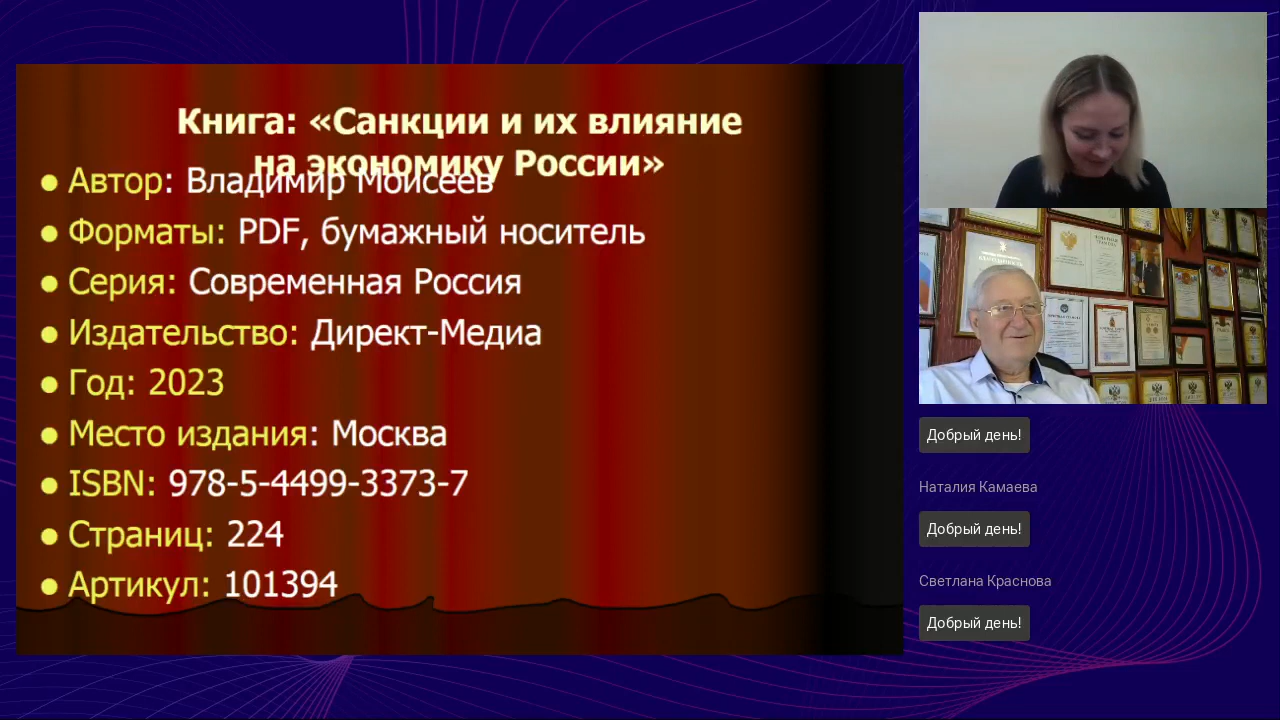 Книга: «Санкции и их влияние
на экономику России»
Автор: Владимир Моисеев
Форматы: PDF, бумажный носитель
Серия: Современная Россия
Издательство: Директ-Медиа
Год: 2023
Место издания: Москва
ISBN: 978-5-4499-3373-7
Страниц: 224
Артикул: 101394
Добрый день!
Наталия Камаева
Добрый день!
Светлана Краснова
Добрый день!